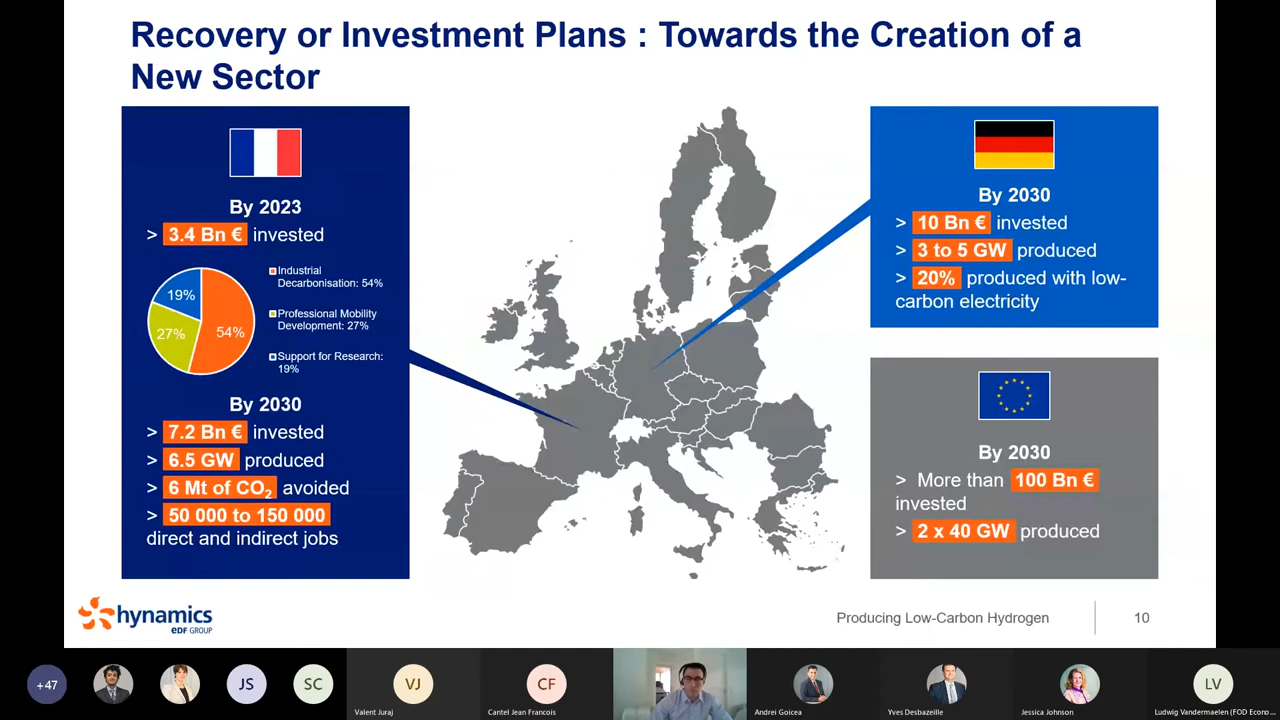 Recovery or Investment Plans : Towards the Creation of a
New Sector
By 2023
> 3.4 Bn € invested
19%
27%
54%
Industrial
Decarbonisation: 54%
Professional Mobility
Development: 27%
Support for Research:
19%
By 2030
> 7.2 Bn € invested
> 6.5 GW produced
> 6 Mt of CO₂ avoided
> 50 000 to 150 000
direct and indirect jobs
By 2030
> 10 Bn € invested
> 3 to 5 GW produced
> 20% produced with low-
carbon electricity
By 2030
> More than 100 Bn €
invested
> 2 x 40 GW produced
hynamics
eDF GROUP
Producing Low-Carbon Hydrogen
10
+47
JS
SC
VJ
Valent Juraj
CF
Cantel Jean Francois
Andrei Goicea
Yves Desbazeille
Jessica Johnson
LV
Ludwig Vandermaelen (FOD Econo...